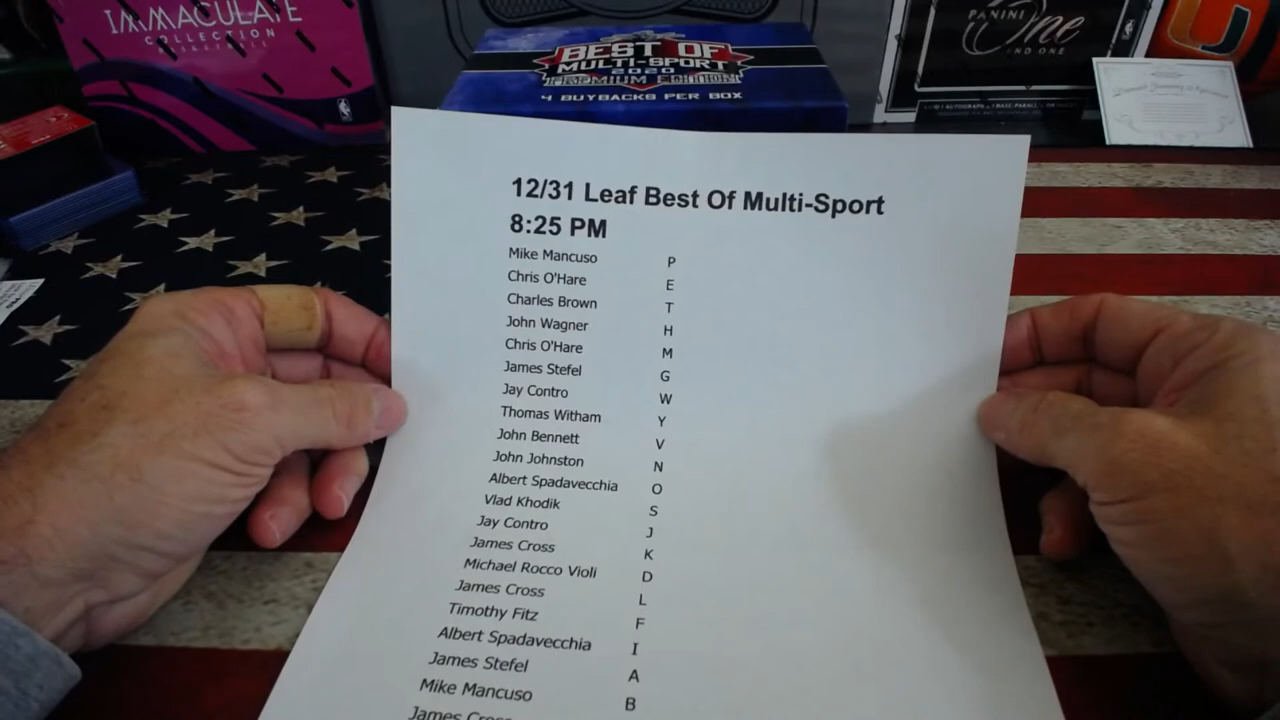 IMMACULATE
COLLECTION
BEST OF
MULTI-SPORT
2020
PREMIUM EDITION
4 BUYBACKS PER BOX
PANINI
One
AND ONE
12/31 Leaf Best Of Multi-Sport
8:25 PM
Mike Mancuso P
Chris O'Hare E
Charles Brown T
John Wagner H
Chris O'Hare M
James Stefel G
Jay Contro W
Thomas Witham Y
John Bennett V
John Johnston N
Albert Spadavecchia O
Vlad Khodik S
Jay Contro J
James Cross K
Michael Rocco Violi D
James Cross L
Timothy Fitz F
Albert Spadavecchia I
James Stefel A
Mike Mancuso B
James Cross